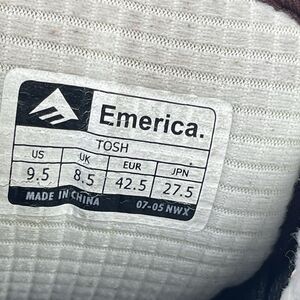 Emerica.
TOSH
US UK EUR JPN
9.5 8.5 42.5 27.5
MADE IN CHINA 07-05 NWX